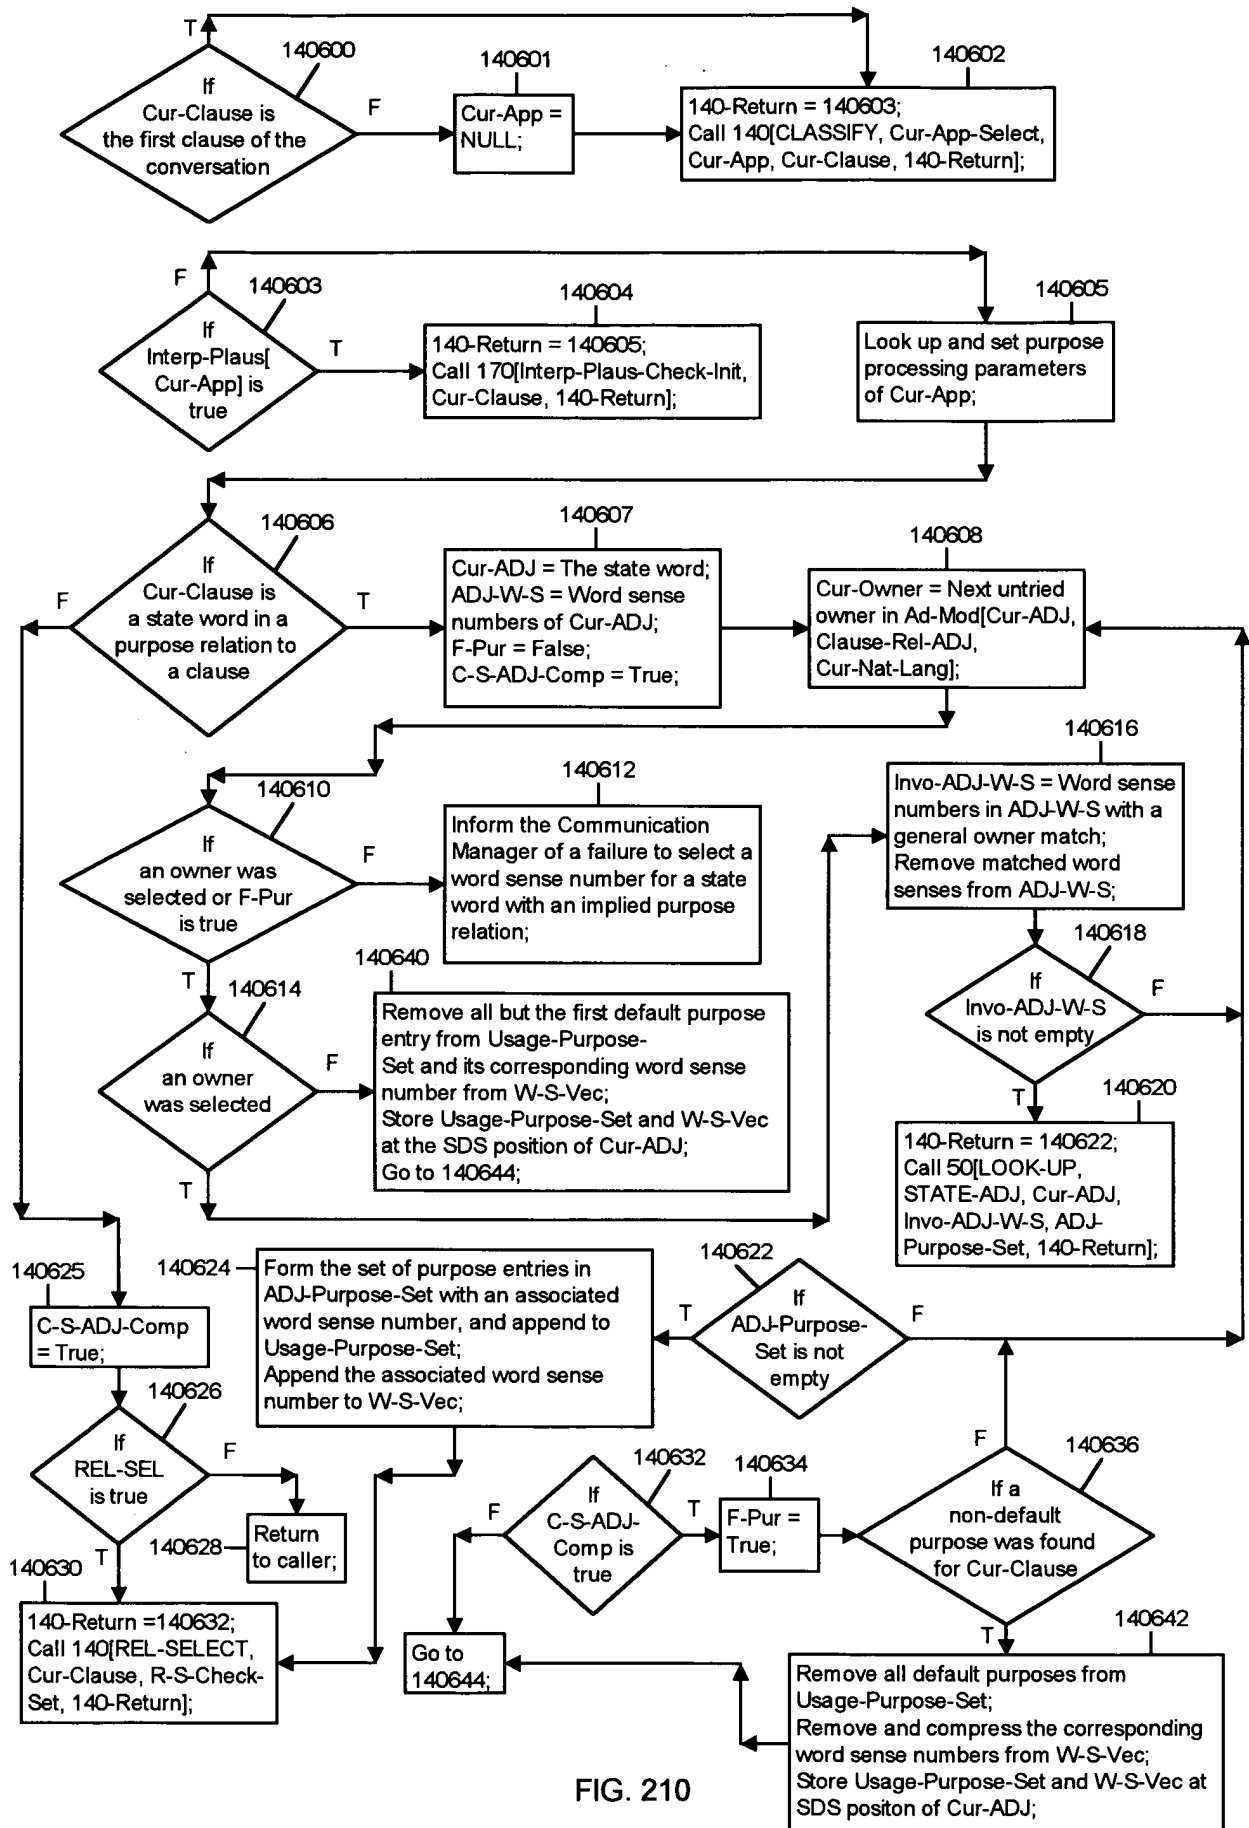 T
140600
If
Cur-Clause is
the first clause of the
conversation
F
140601
Cur-App =
NULL;
140602
140-Return = 140603;
Call 140[CLASSIFY, Cur-App-Select,
Cur-App, Cur-Clause, 140-Return];
F
140603
If
Interp-Plaus[
Cur-App] is
true
T
140604
140-Return = 140605;
Call 170[Interp-Plaus-Check-Init,
Cur-Clause, 140-Return];
140605
Look up and set purpose
processing parameters
of Cur-App;
140606
If
Cur-Clause is
a state word in a
purpose relation to
a clause
F
T
140607
Cur-ADJ = The state word;
ADJ-W-S = Word sense
numbers of Cur-ADJ;
F-Pur = False;
C-S-ADJ-Comp = True;
140608
Cur-Owner = Next untried
owner in Ad-Mod[Cur-ADJ,
Clause-Rel-ADJ,
Cur-Nat-Lang];
140610
If
an owner was
selected or F-Pur
is true
F
T
140612
Inform the Communication
Manager of a failure to select a
word sense number for a state
word with an implied purpose
relation;
140616
Invo-ADJ-W-S = Word sense
numbers in ADJ-W-S with a
general owner match;
Remove matched word
senses from ADJ-W-S;
140614
If
an owner
was selected
F
T
140640
Remove all but the first default purpose
entry from Usage-Purpose-
Set and its corresponding word sense
number from W-S-Vec;
Store Usage-Purpose-Set and W-S-Vec
at the SDS position of Cur-ADJ;
Go to 140644;
140618
If
Invo-ADJ-W-S
is not empty
F
T
140620
140-Return = 140622;
Call 50[LOOK-UP,
STATE-ADJ, Cur-ADJ,
Invo-ADJ-W-S, ADJ-
Purpose-Set, 140-Return];
140625
C-S-ADJ-Comp
= True;
140624
Form the set of purpose entries in
ADJ-Purpose-Set with an associated
word sense number, and append to
Usage-Purpose-Set;
Append the associated word sense
number to W-S-Vec;
140622
If
ADJ-Purpose-
Set is not
empty
T
F
140626
If
REL-SEL
is true
F
T
140628
Return
to caller;
140630
140-Return =140632;
Call 140[REL-SELECT,
Cur-Clause, R-S-Check-
Set, 140-Return];
140632
If
C-S-ADJ-
Comp is
true
F
T
140634
F-Pur =
True;
140636
If a
non-default
purpose was found
for Cur-Clause
F
T
Go to
140644;
140642
Remove all default purposes from
Usage-Purpose-Set;
Remove and compress the corresponding
word sense numbers from W-S-Vec;
Store Usage-Purpose-Set and W-S-Vec at
SDS positon of Cur-ADJ;
FIG. 210